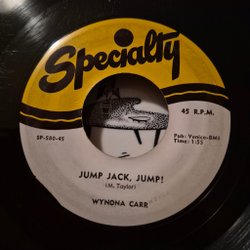 Specialty
45 R.P.M.
SP-580-45
Pub: Venice-BMI
Time: 1:55
JUMP JACK, JUMP!
(M. Taylor)
WYNONA CARR